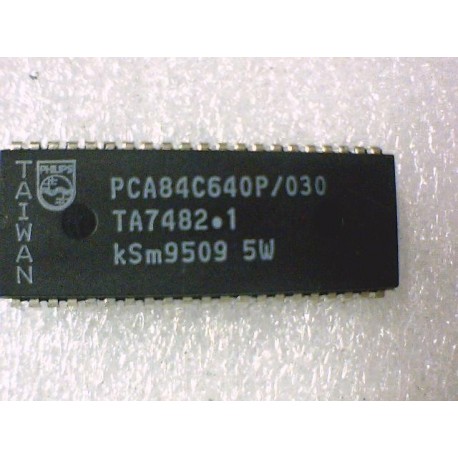 TAIWAN
PHILIPS
PCA84C640P/030
TA7482•1
kSm9509 5W